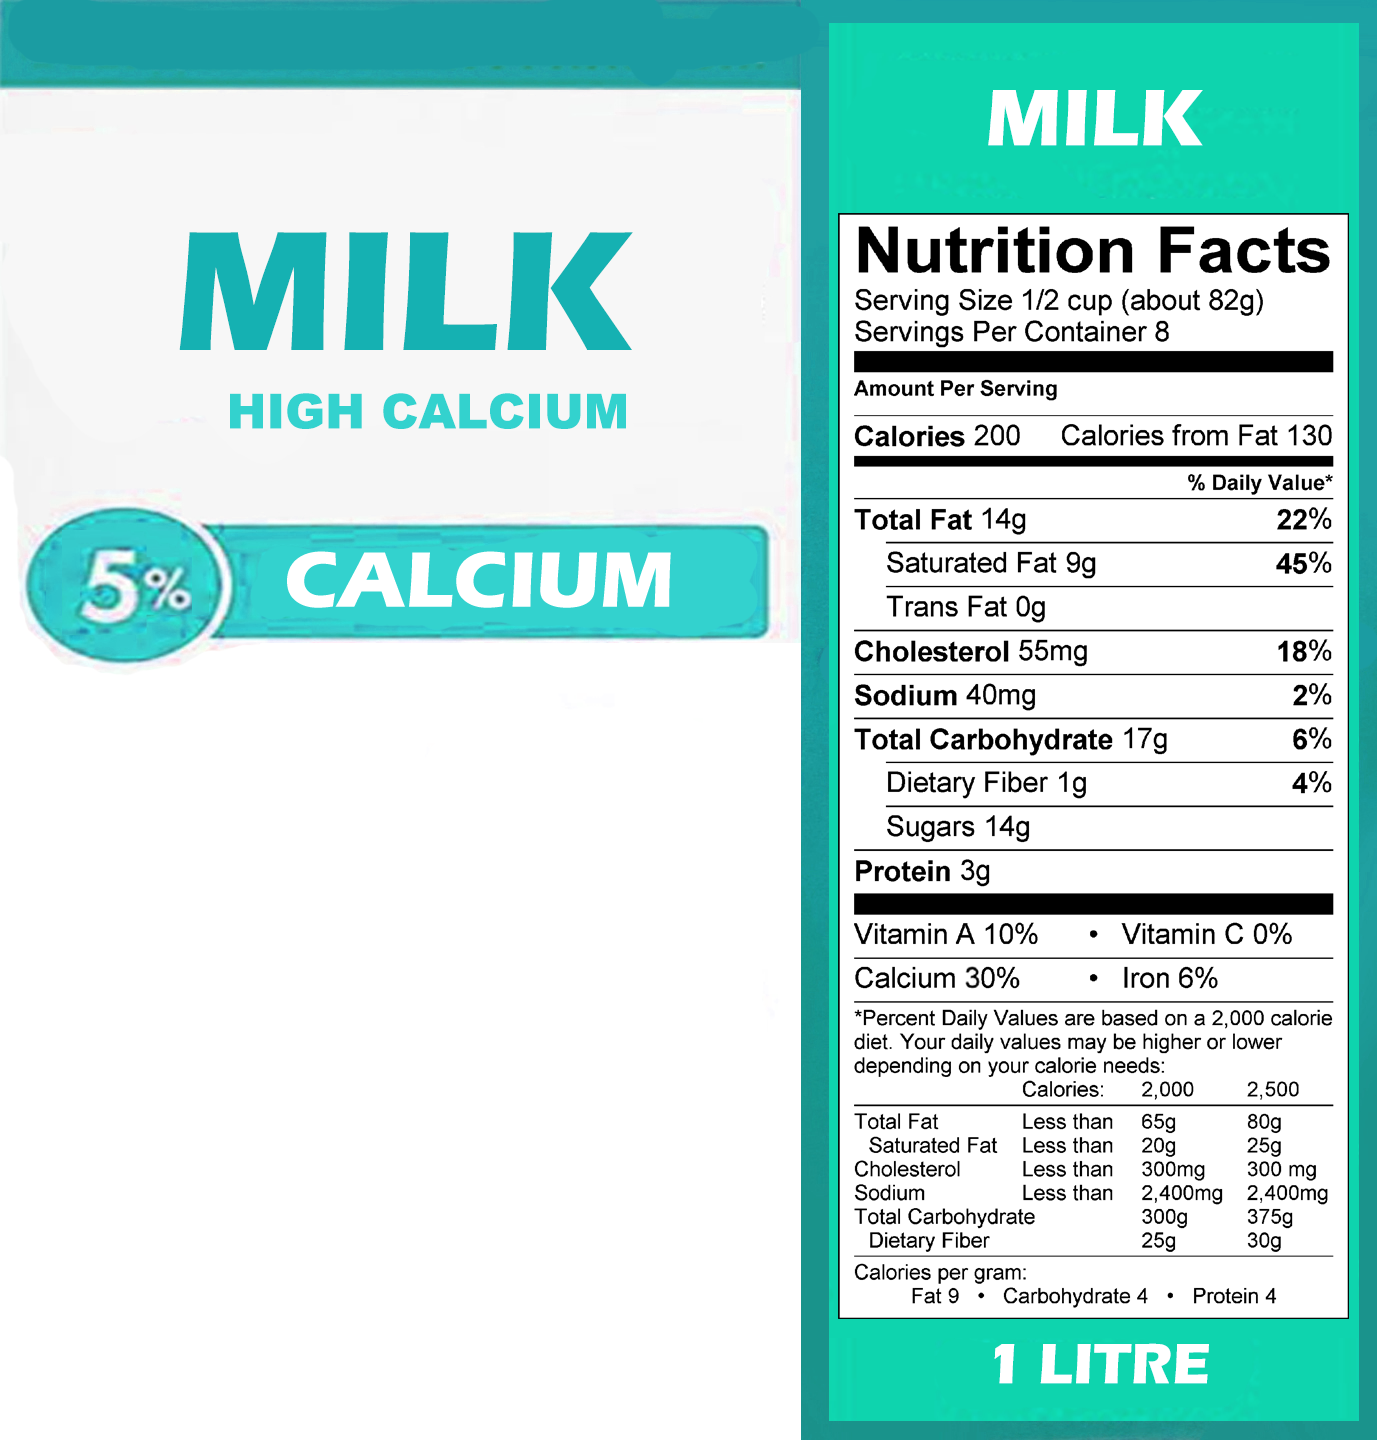 MILK
HIGH CALCIUM
5% CALCIUM
MILK
Nutrition Facts
Serving Size 1/2 cup (about 82g)
Servings Per Container 8
Amount Per Serving
Calories 200 Calories from Fat 130
% Daily Value*
Total Fat 14g 22%
Saturated Fat 9g 45%
Trans Fat 0g
Cholesterol 55mg 18%
Sodium 40mg 2%
Total Carbohydrate 17g 6%
Dietary Fiber 1g 4%
Sugars 14g
Protein 3g
Vitamin A 10% • Vitamin C 0%
Calcium 30% • Iron 6%
*Percent Daily Values are based on a 2,000 calorie
diet. Your daily values may be higher or lower
depending on your calorie needs:
Calories: 2,000 2,500
Total Fat Less than 65g 80g
Saturated Fat Less than 20g 25g
Cholesterol Less than 300mg 300 mg
Sodium Less than 2,400mg 2,400mg
Total Carbohydrate 300g 375g
Dietary Fiber 25g 30g
Calories per gram:
Fat 9 • Carbohydrate 4 • Protein 4
1 LITRE